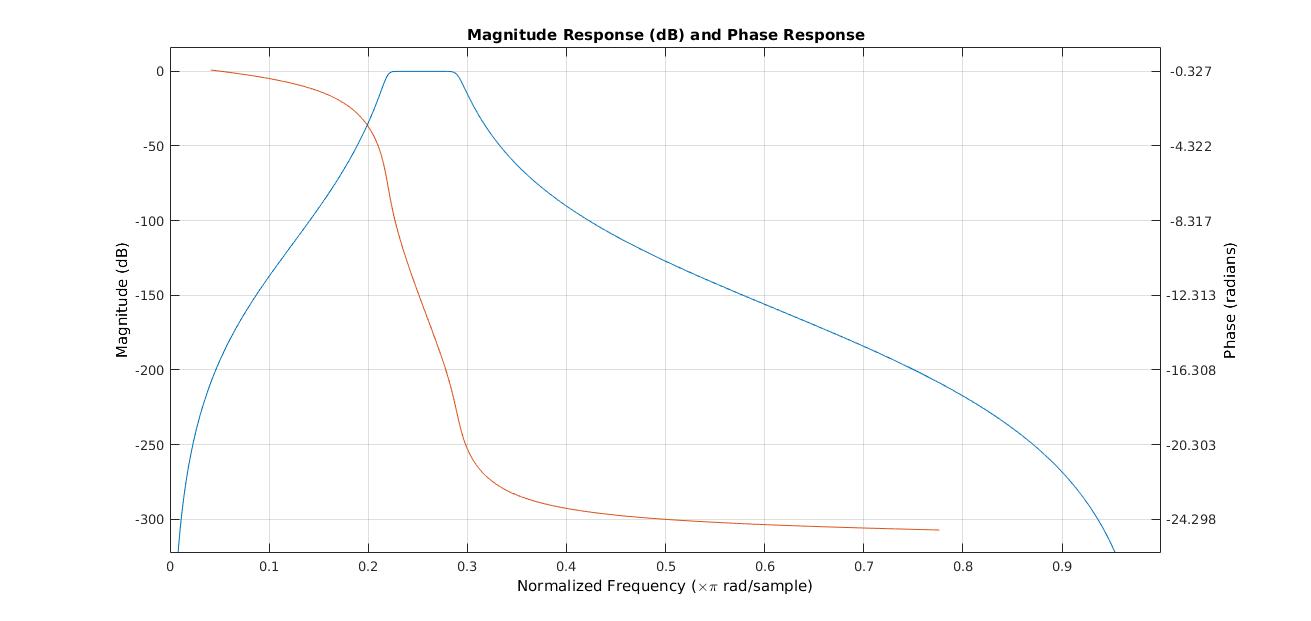 Magnitude Response (dB) and Phase Response
0
-50
-100
-150
-200
-250
-300
Magnitude (dB)
-0.327
-4.322
-8.317
-12.313
-16.308
-20.303
-24.298
Phase (radians)
0 0.1 0.2 0.3 0.4 0.5 0.6 0.7 0.8 0.9
Normalized Frequency (×π rad/sample)